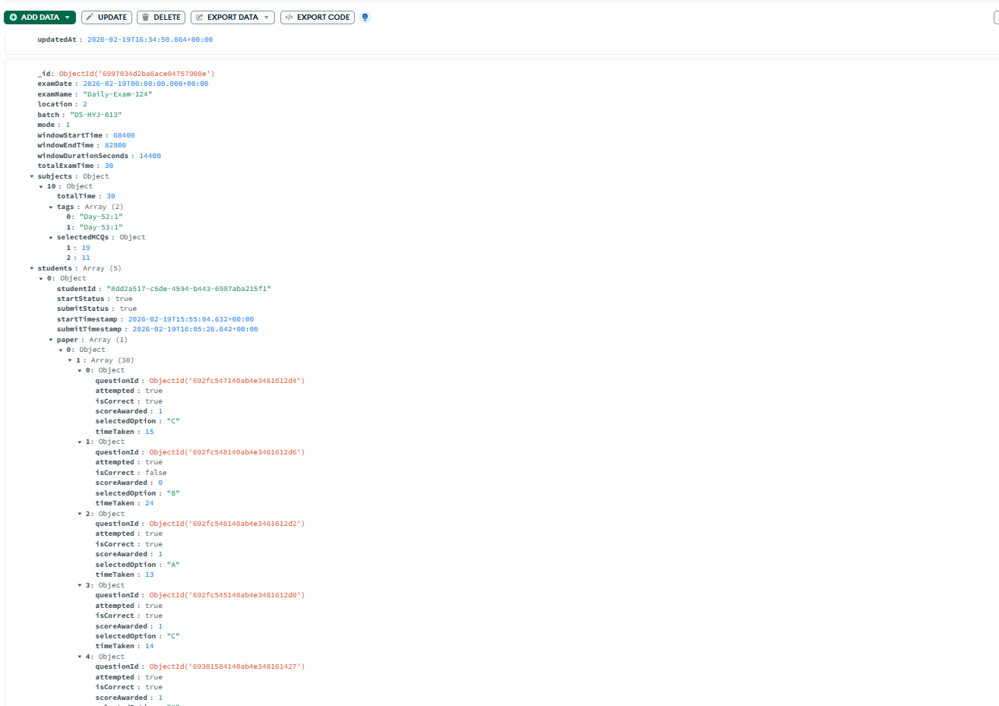 ADD DATA UPDATE DELETE EXPORT DATA EXPORT CODE
updatedAt : 2026-02-19T16:34:50.864+00:00
_id: ObjectId('6997034d2ba6ace04757900e')
examDate : 2026-02-19T00:00:00.000+00:00
examName : "Daily-Exam-124"
location : 2
batch : "DS-HYJ-013"
mode : 1
windowStartTime : 68400
windowEndTime : 82800
windowDurationSeconds : 14400
totalExamTime : 30
subjects : Object
10 : Object
totalTime : 30
tags : Array (2)
0: "Day-52:1"
1: "Day-53:1"
selectedMCQs : Object
1 : 19
2 : 11
students : Array (5)
0: Object
studentId : "8dd2a517-c5de-4594-b443-6987aba215f1"
startStatus : true
submitStatus : true
startTimestamp : 2026-02-19T15:55:04.632+00:00
submitTimestamp : 2026-02-19T16:05:26.642+00:00
paper : Array (1)
0: Object
1 : Array (30)
0: Object
questionId : ObjectId('692fc547140ab4e3461612d4')
attempted : true
isCorrect : true
scoreAwarded : 1
selectedOption : "C"
timeTaken : 15
1: Object
questionId : ObjectId('692fc548140ab4e3461612d6')
attempted : true
isCorrect : false
scoreAwarded : 0
selectedOption : "B"
timeTaken : 24
2: Object
questionId : ObjectId('692fc546140ab4e3461612d2')
attempted : true
isCorrect : true
scoreAwarded : 1
selectedOption : "A"
timeTaken : 13
3: Object
questionId : ObjectId('692fc545140ab4e3461612d0')
attempted : true
isCorrect : true
scoreAwarded : 1
selectedOption : "C"
timeTaken : 14
4: Object
questionId : ObjectId('69301584140ab4e346161427')
attempted : true
isCorrect : true
scoreAwarded : 1